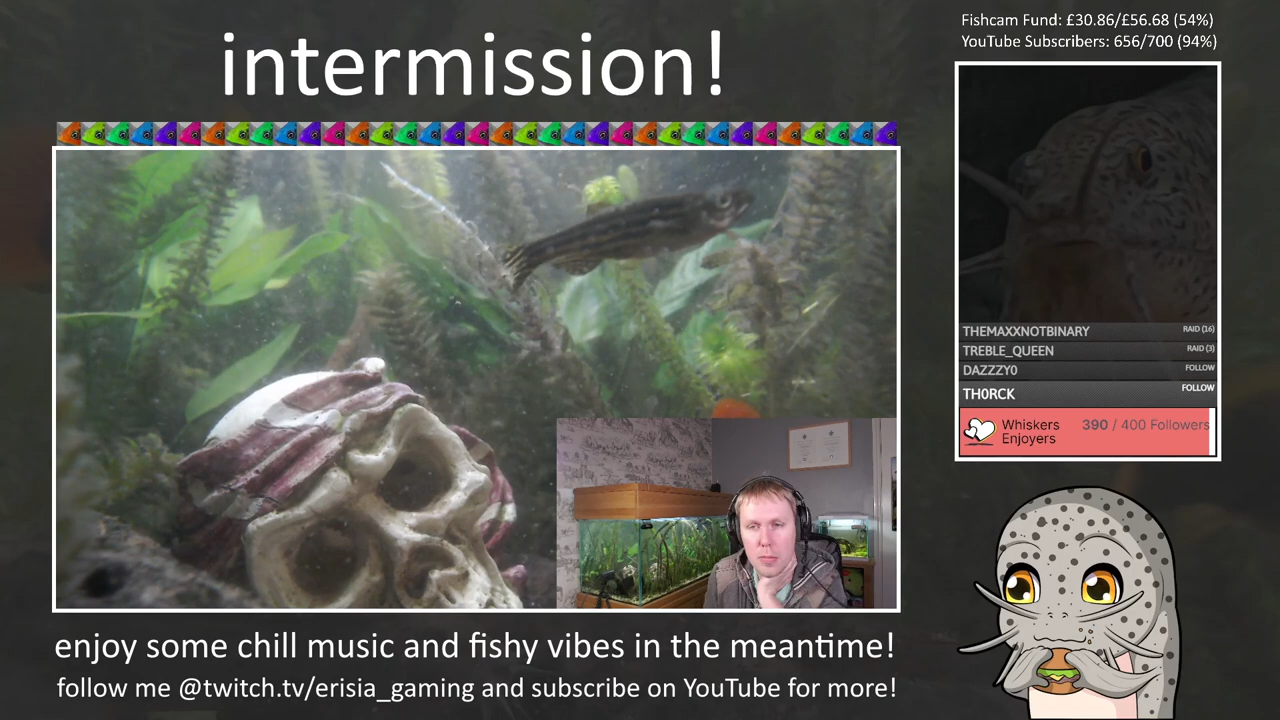 intermission!
Fishcam Fund: £30.86/£56.68 (54%)
YouTube Subscribers: 656/700 (94%)
THEMAXXNOTBINARY RAID (16)
TREBLE_QUEEN RAID (3)
DAZZZY0 FOLLOW
TH0RCK FOLLOW
Whiskers Enjoyers 390 / 400 Followers
enjoy some chill music and fishy vibes in the meantime!
follow me @twitch.tv/erisia_gaming and subscribe on YouTube for more!